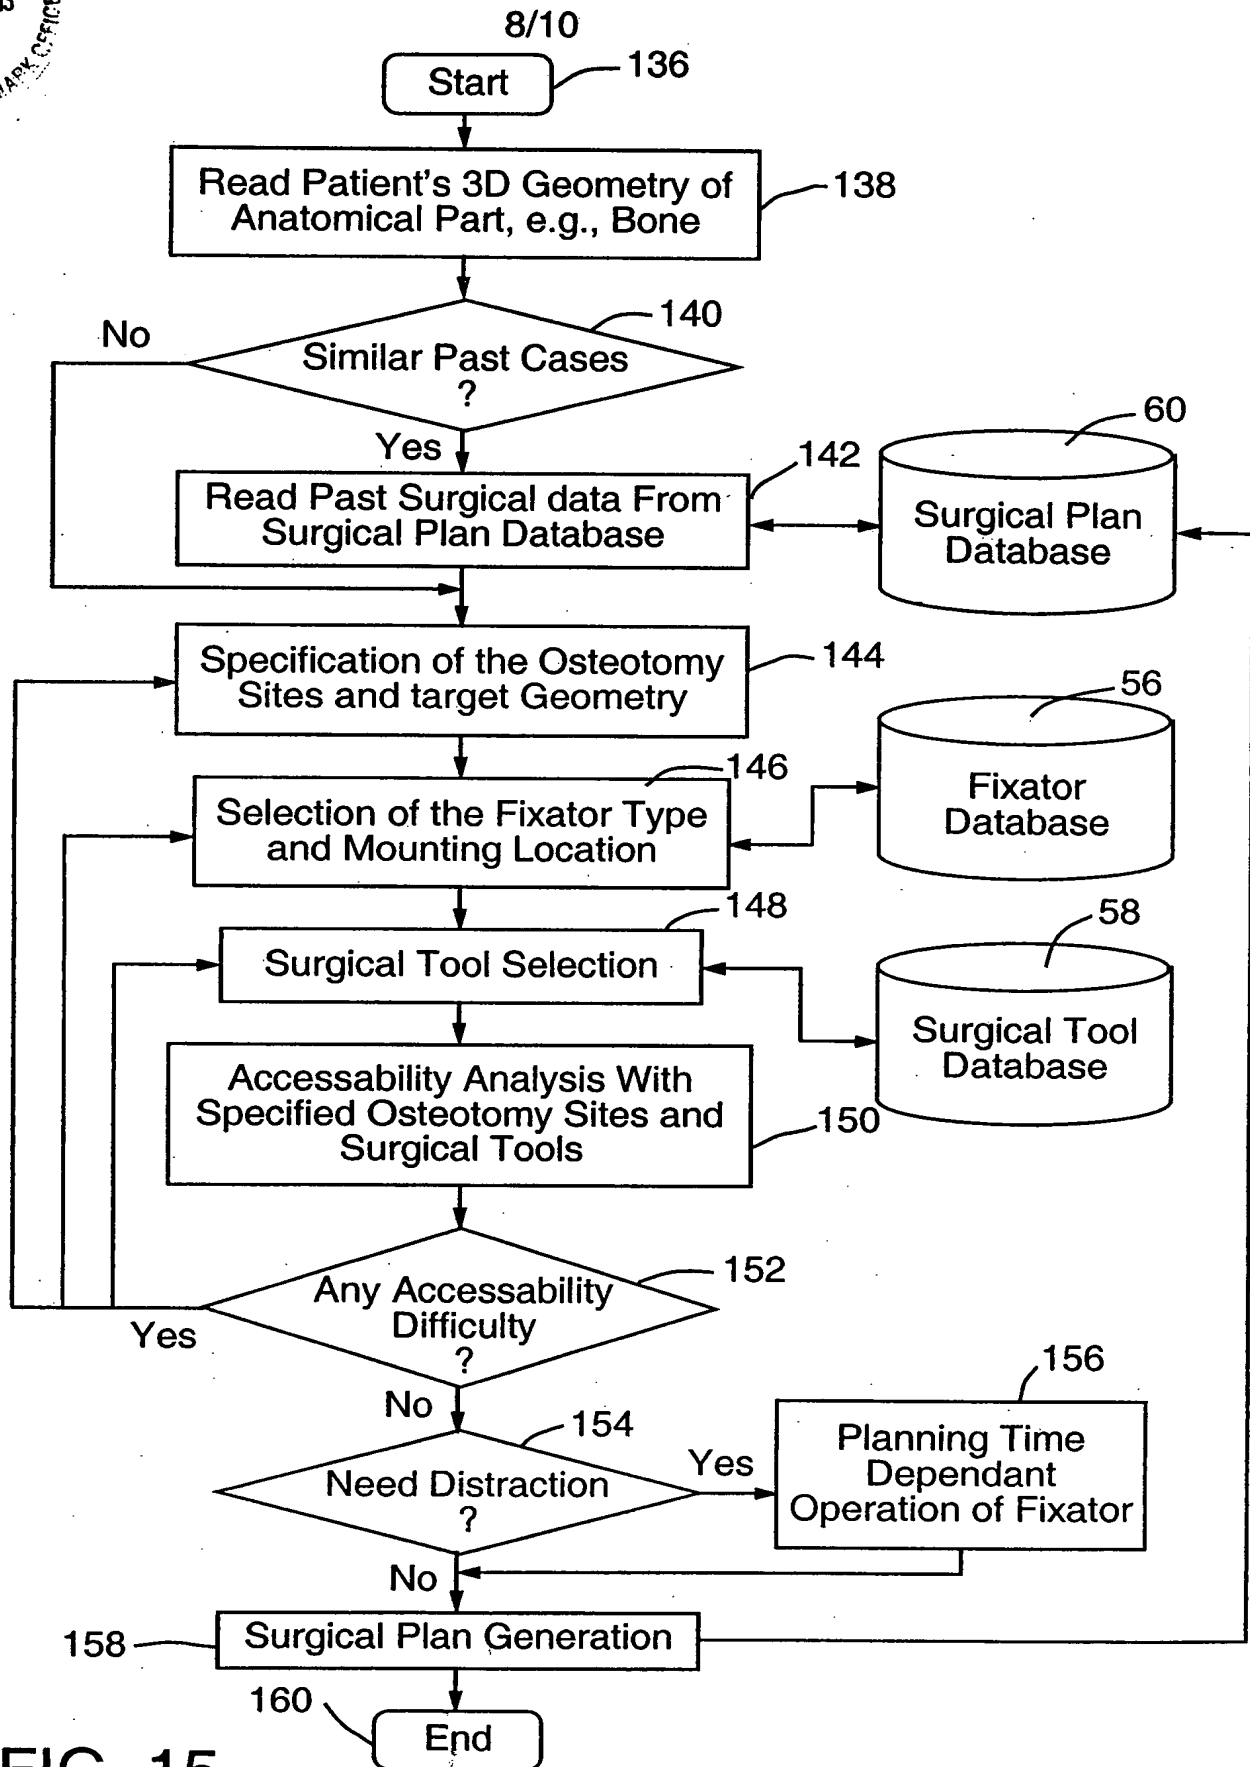 8/10
Start
136
Read Patient's 3D Geometry of
Anatomical Part, e.g., Bone
138
No
140
Similar Past Cases
?
Yes
142
60
Read Past Surgical data From
Surgical Plan Database
Surgical Plan
Database
Specification of the Osteotomy
Sites and target Geometry
144
56
146
Selection of the Fixator Type
and Mounting Location
Fixator
Database
148
58
Surgical Tool Selection
Surgical Tool
Database
Accessability Analysis With
Specified Osteotomy Sites and
Surgical Tools
150
152
Any Accessability
Difficulty
?
Yes
No
156
154
Need Distraction
?
Yes
Planning Time
Dependant
Operation of Fixator
No
158
Surgical Plan Generation
160
End
FIG. 15